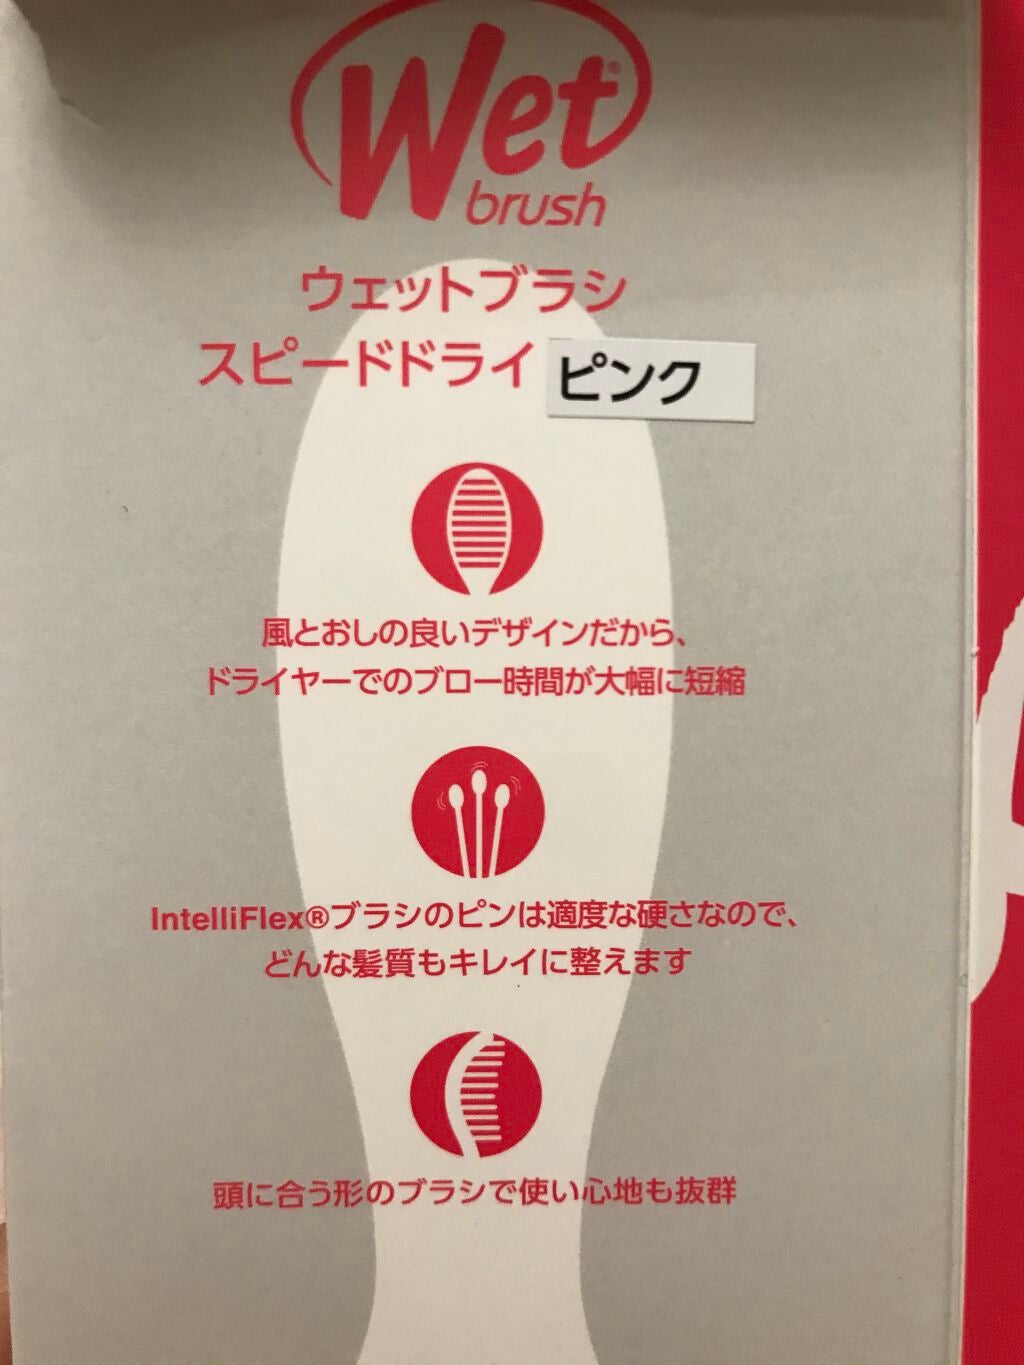 Wet®
brush
ウェットブラシ
スピードドライ ピンク
風とおしの良いデザインだから、
ドライヤーでのブロー時間が大幅に短縮
IntelliFlex®ブラシのピンは適度な硬さなので、
どんな髪質もキレイに整えます
頭に合う形のブラシで使い心地も抜群